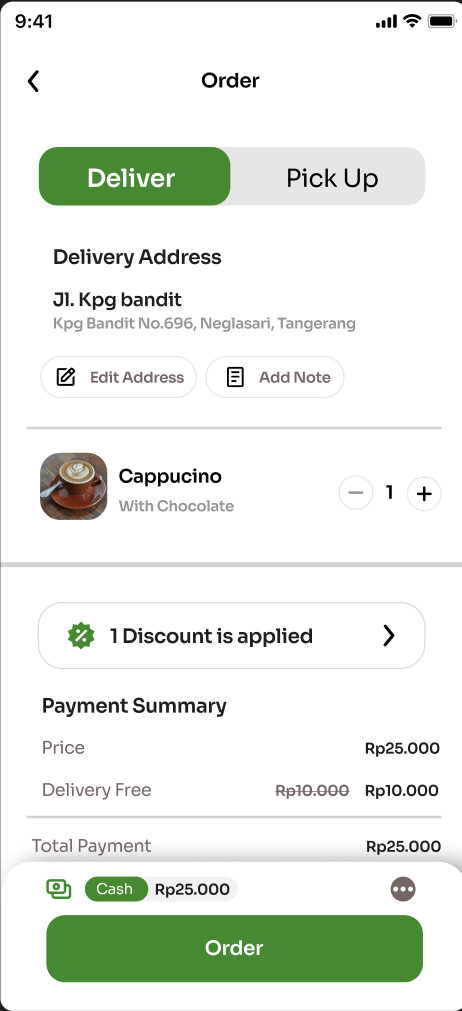 9:41
Order
Deliver
Pick Up
Delivery Address
Jl. Kpg bandit
Kpg Bandit No.696, Neglasari, Tangerang
Edit Address
Add Note
Cappucino
With Chocolate
1
1 Discount is applied
Payment Summary
Price Rp25.000
Delivery Free Rp10.000 Rp10.000
Total Payment Rp25.000
Cash Rp25.000
Order